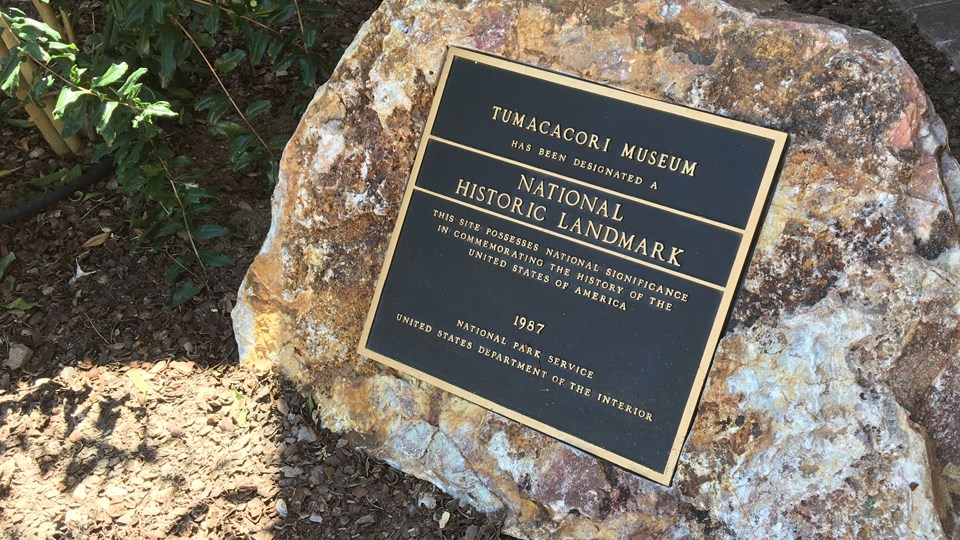 TUMACACORI MUSEUM
HAS BEEN DESIGNATED A
NATIONAL
HISTORIC LANDMARK
THIS SITE POSSESSES NATIONAL SIGNIFICANCE
IN COMMEMORATING THE HISTORY OF THE
UNITED STATES OF AMERICA
1987
NATIONAL PARK SERVICE
UNITED STATES DEPARTMENT OF THE INTERIOR